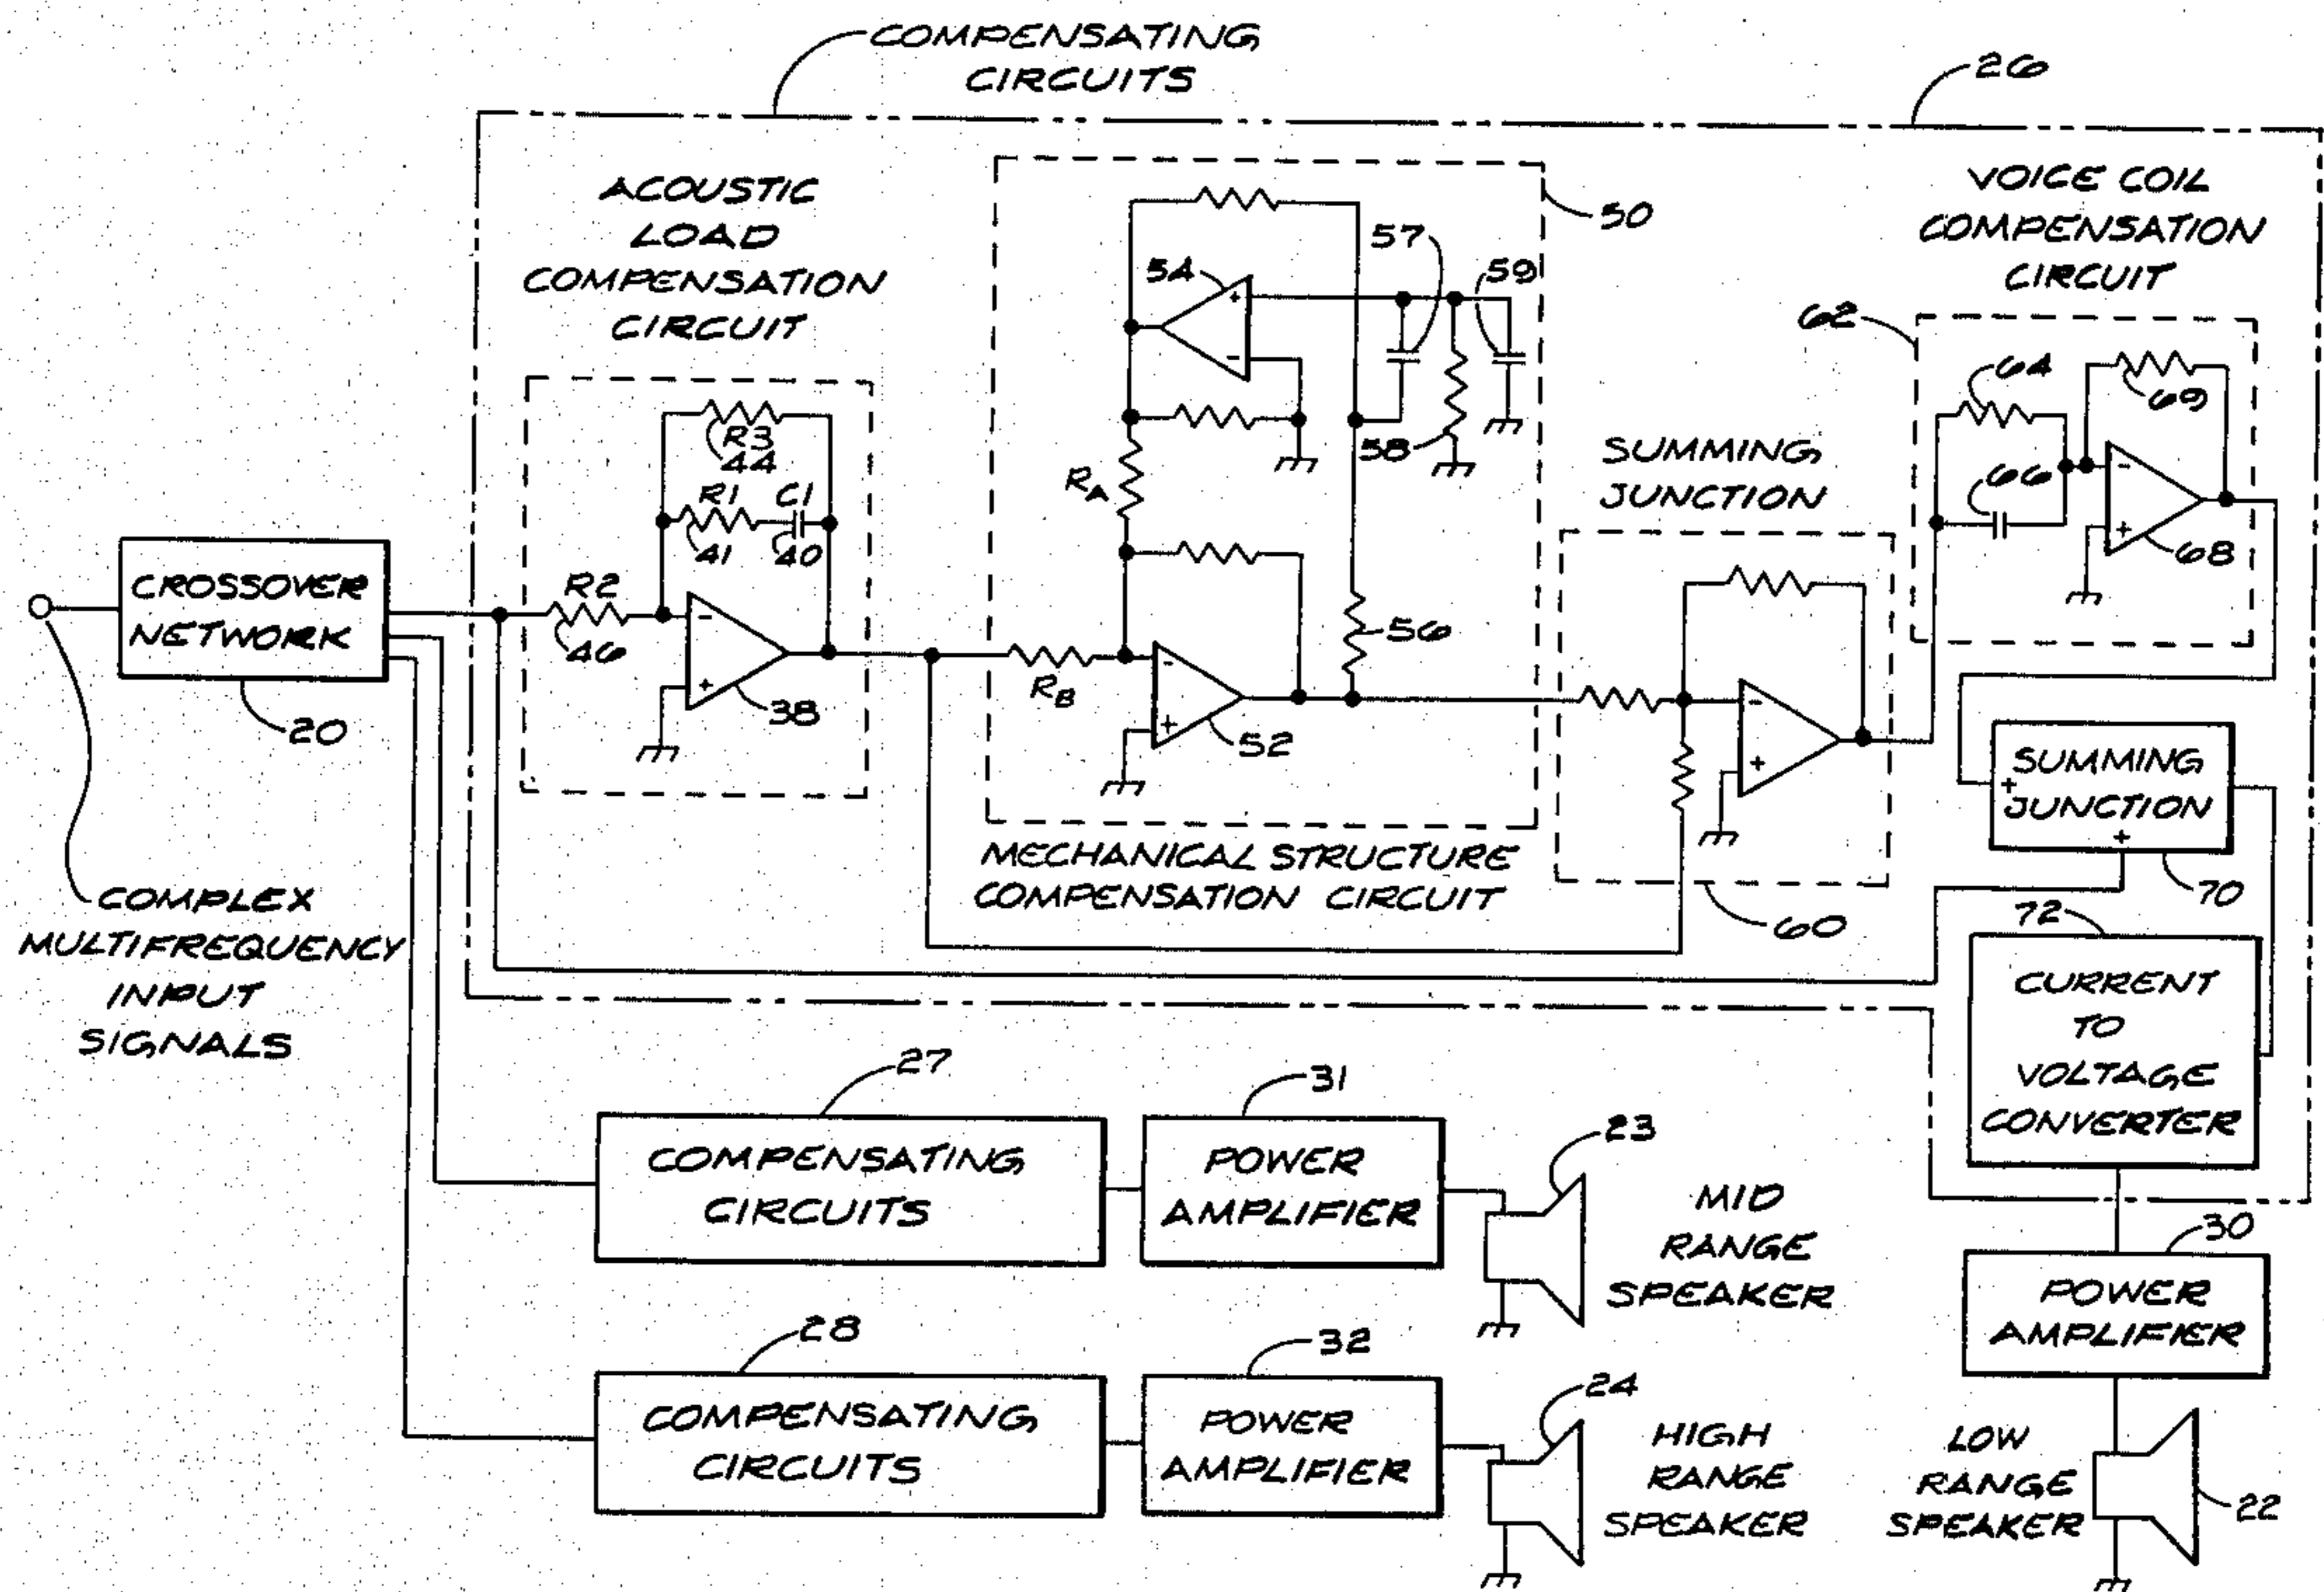 COMPENSATING
CIRCUITS
26
ACOUSTIC
LOAD
COMPENSATION
CIRCUIT
50
VOICE COIL
COMPENSATION
CIRCUIT
54
+
-
57
59
58
62
64
66
69
-
+
68
R3
44
R1
41
C1
40
RA
SUMMING
JUNCTION
CROSSOVER
NETWORK
20
R2
46
-
+
38
RB
-
+
52
56
-
+
60
MECHANICAL STRUCTURE
COMPENSATION CIRCUIT
+
SUMMING
JUNCTION
+
70
COMPLEX
MULTIFREQUENCY
INPUT
SIGNALS
72
CURRENT
TO
VOLTAGE
CONVERTER
27
COMPENSATING
CIRCUITS
31
POWER
AMPLIFIER
23
MID
RANGE
SPEAKER
30
POWER
AMPLIFIER
28
COMPENSATING
CIRCUITS
32
POWER
AMPLIFIER
24
HIGH
RANGE
SPEAKER
LOW
RANGE
SPEAKER
22